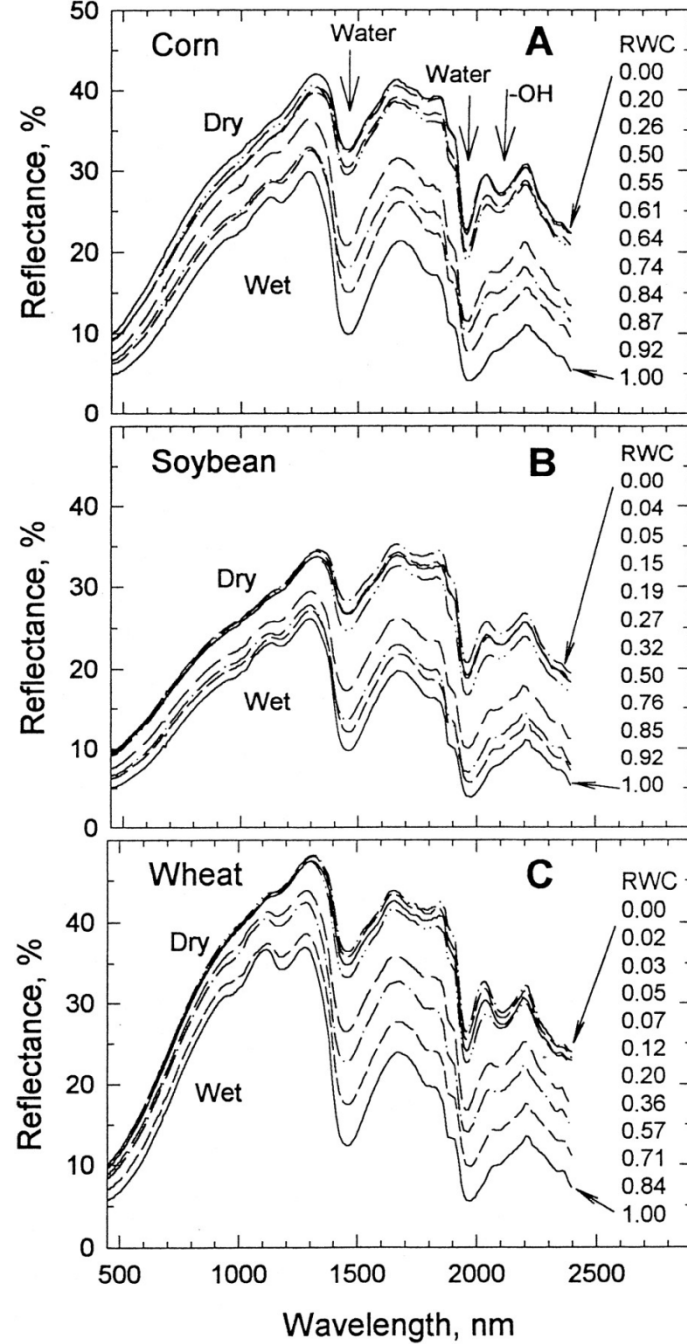 Corn
A
Water
Water
-OH
Dry
Wet
Reflectance, %
50
40
30
20
10
0
RWC
0.00
0.20
0.26
0.50
0.55
0.61
0.64
0.74
0.84
0.87
0.92
1.00
Soybean
B
Dry
Wet
Reflectance, %
40
30
20
10
0
RWC
0.00
0.04
0.05
0.15
0.19
0.27
0.32
0.50
0.76
0.85
0.92
1.00
Wheat
C
Dry
Wet
Reflectance, %
40
30
20
10
0
RWC
0.00
0.02
0.03
0.05
0.07
0.12
0.20
0.36
0.57
0.71
0.84
1.00
500 1000 1500 2000 2500
Wavelength, nm